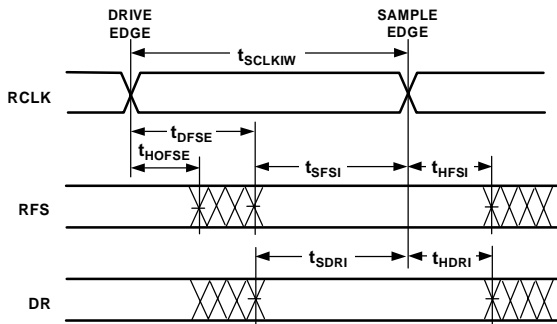 DRIVE EDGE
SAMPLE EDGE
tSCLKIW
RCLK
tDFSE
tHOFSE
tSFSI
tHFSI
RFS
tSDRI
tHDRI
DR